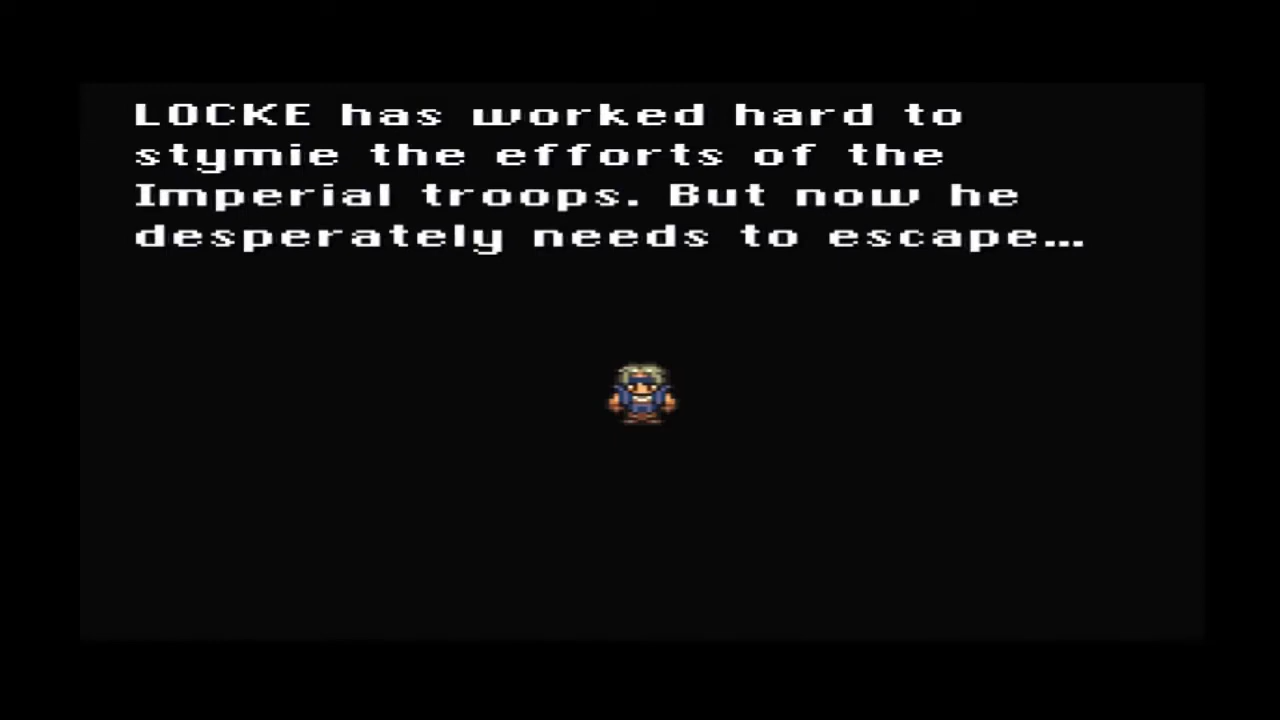 LOCKE has worked hard to
stymie the efforts of the
Imperial troops. But now he
desperately needs to escape…